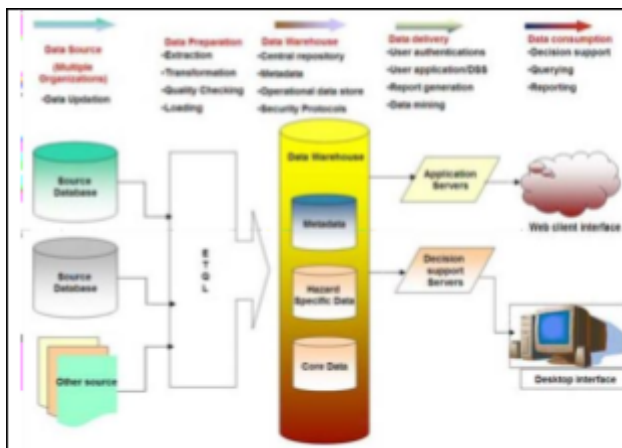 Data Source
(Multiple
Organizations)
-Data Updation
Data Preparation
-Extraction
-Transformation
-Quality Checking
-Loading
Data Warehouse
-Central repository
-Metadata
-Operational data store
-Security Protocols
Data delivery
-User authentications
-User application/DSS
-Report generation
-Data mining
Data consumption
-Decision support
-Querying
-Reporting
Source
Database
Source
Database
Other source
E
T
Q
L
Data Warehouse
Metadata
Hazard
Specific Data
Core Data
Application
Servers
Decision
support
Servers
Web client interface
Desktop interface